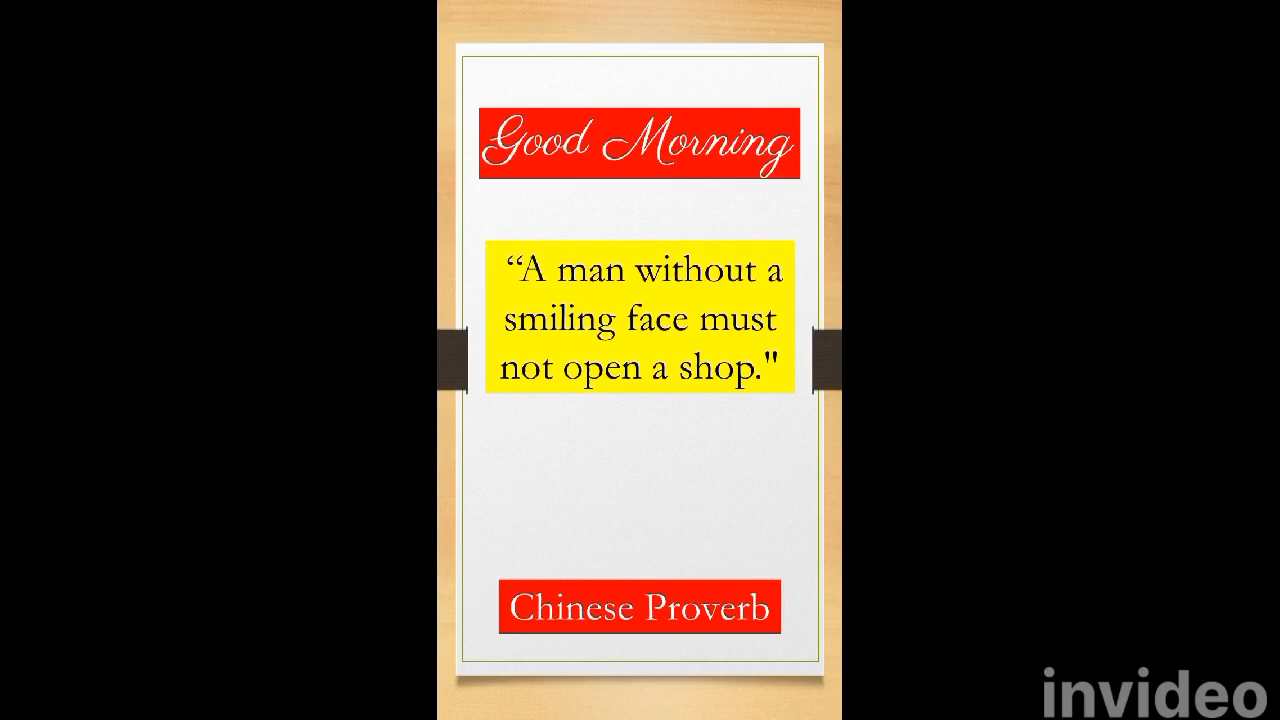 Good Morning
“A man without a
smiling face must
not open a shop."
Chinese Proverb
invideo